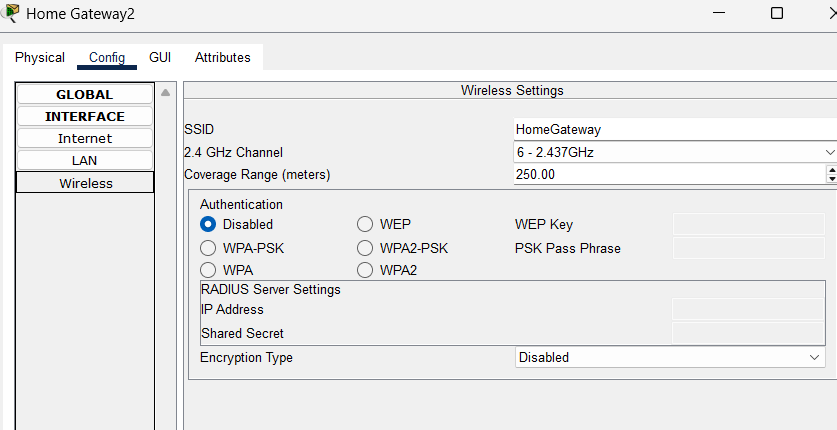 Home Gateway2
Physical Config GUI Attributes
GLOBAL
INTERFACE
Internet
LAN
Wireless
Wireless Settings
SSID HomeGateway
2.4 GHz Channel 6 - 2.437GHz
Coverage Range (meters) 250.00
Authentication
Disabled WEP WEP Key
WPA-PSK WPA2-PSK PSK Pass Phrase
WPA WPA2
RADIUS Server Settings
IP Address
Shared Secret
Encryption Type Disabled